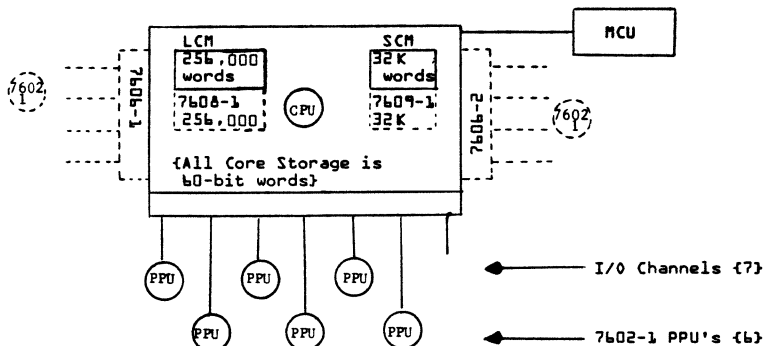 MCU
LCM
256,000
words
7608-1
256,000
CPU
SCM
32K
words
7609-1
32K
7606-1
7606-2
7602
1
7602
1
{All Core Storage is
60-bit words}
PPU
PPU
PPU
I/O Channels {7}
PPU
PPU
PPU
7602-1 PPU's {6}